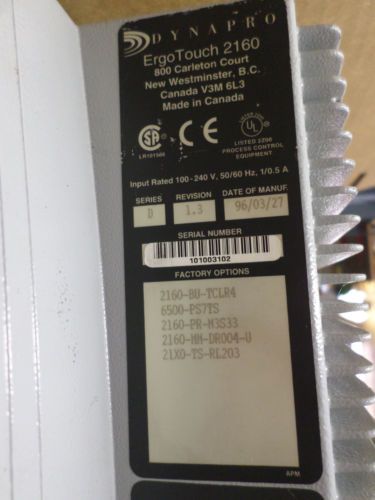 DYNAPRO
ErgoTouch 2160
800 Carleton Court
New Westminster, B.C.
Canada V3M 6L3
Made in Canada
LISTED 3Z98
PROCESS CONTROL
EQUIPMENT
Input Rated 100-240 V, 50/60 Hz, 1/0.5 A
SERIES REVISION DATE OF MANUF.
D 1.3 96/03/27
SERIAL NUMBER
101003102
FACTORY OPTIONS
2160-BU-TCLR4
6500-PS7TS
2160-PR-M3S33
2160-MM-DR004-U
21X0-TS-RL203
APM